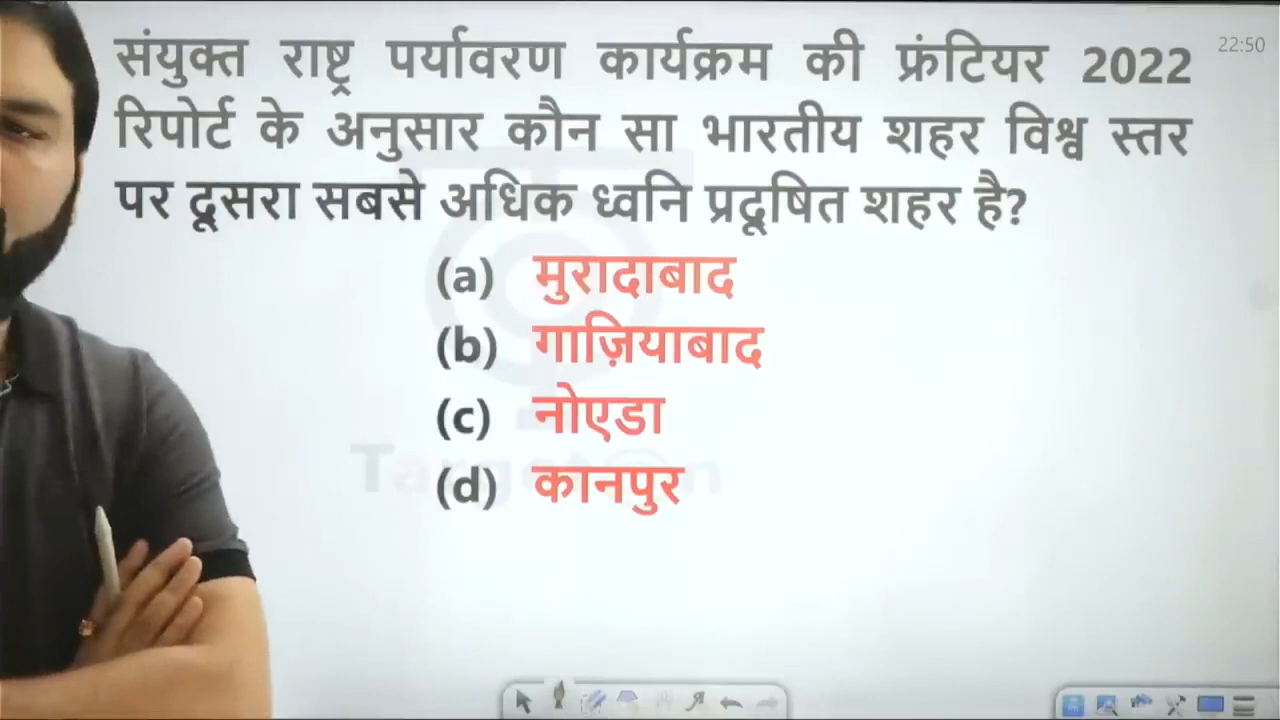 संयुक्त राष्ट्र पर्यावरण कार्यक्रम की फ्रंटियर 2022
22:50
रिपोर्ट के अनुसार कौन सा भारतीय शहर विश्व स्तर
पर दूसरा सबसे अधिक ध्वनि प्रदूषित शहर है?
(a) मुरादाबाद
(b) गाज़ियाबाद
(c) नोएडा
(d) कानपुर